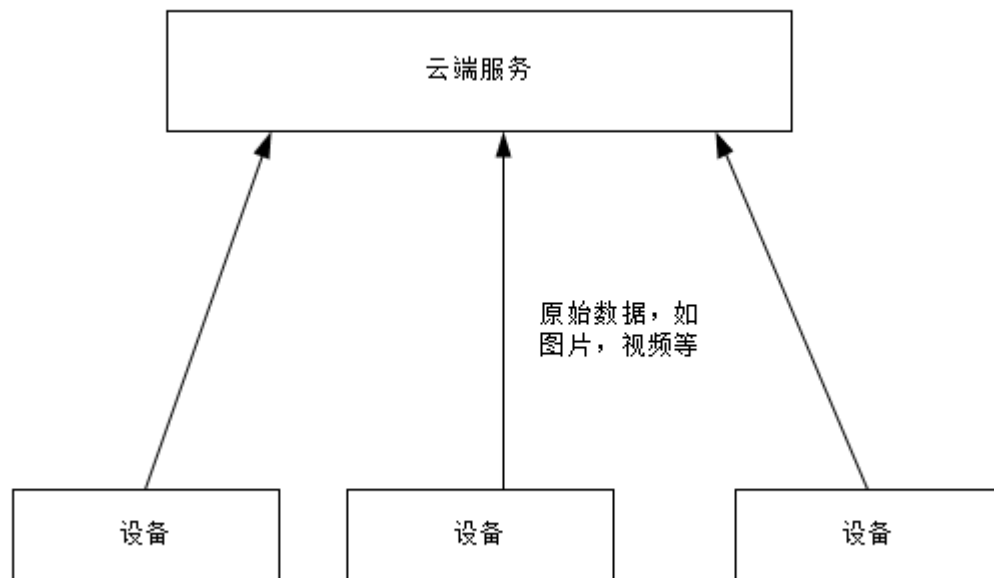 云端服务
原始数据，如
图片，视频等
设备
设备
设备